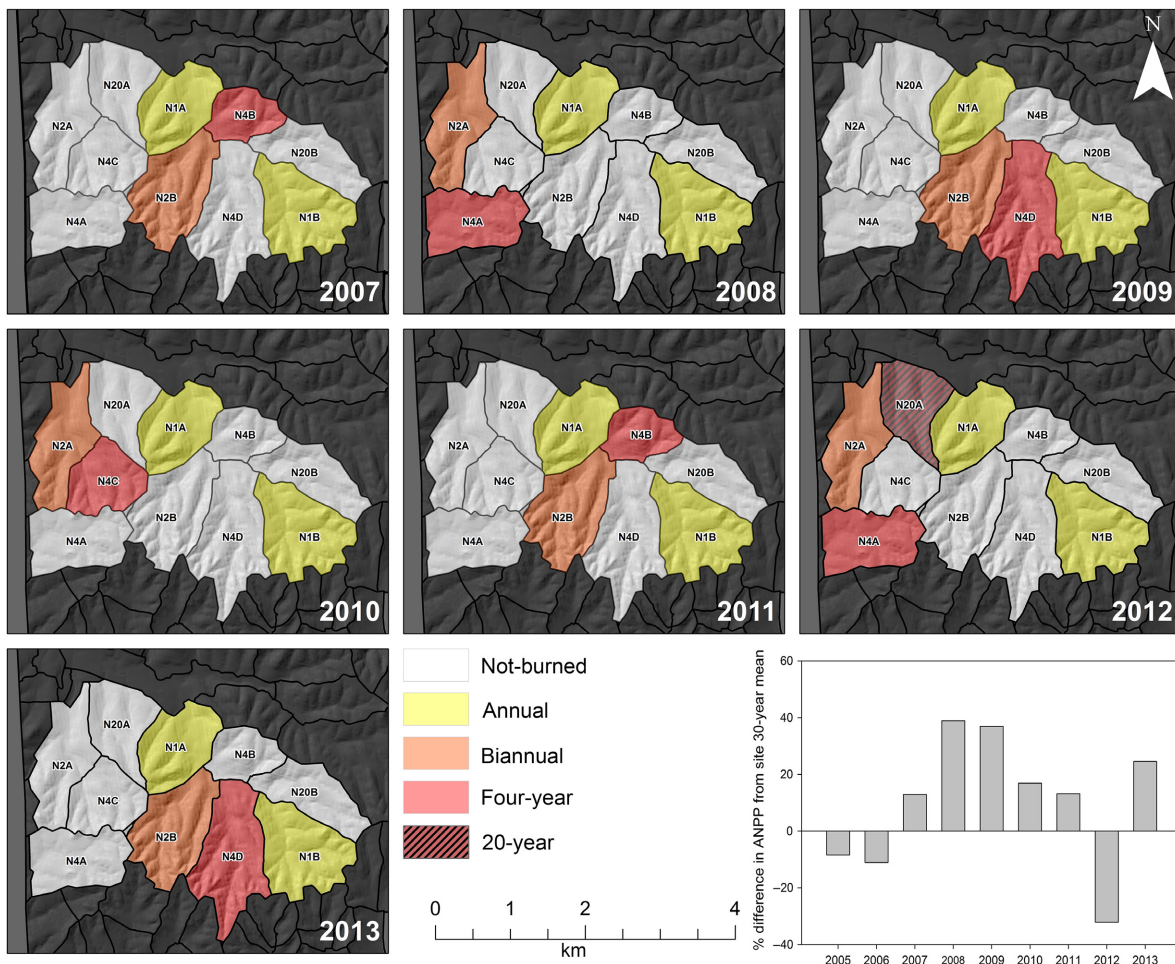 N20A
N1A
N4B
N2A
N4C
N20B
N2B
N4D
N1B
N4A
2007
N20A
N1A
N4B
N2A
N4C
N20B
N2B
N4D
N1B
N4A
2008
N
N20A
N1A
N4B
N2A
N4C
N20B
N2B
N4D
N1B
N4A
2009
N20A
N1A
N4B
N2A
N4C
N20B
N2B
N4D
N1B
N4A
2010
N20A
N1A
N4B
N2A
N4C
N20B
N2B
N4D
N1B
N4A
2011
N20A
N1A
N4B
N2A
N4C
N20B
N2B
N4D
N1B
N4A
2012
N20A
N1A
N4B
N2A
N4C
N20B
N2B
N4D
N1B
N4A
2013
Not-burned
Annual
Biannual
Four-year
20-year
0 1 2 4
km
% difference in ANPP from site 30-year mean
60
40
20
0
–20
–40
2005 2006 2007 2008 2009 2010 2011 2012 2013